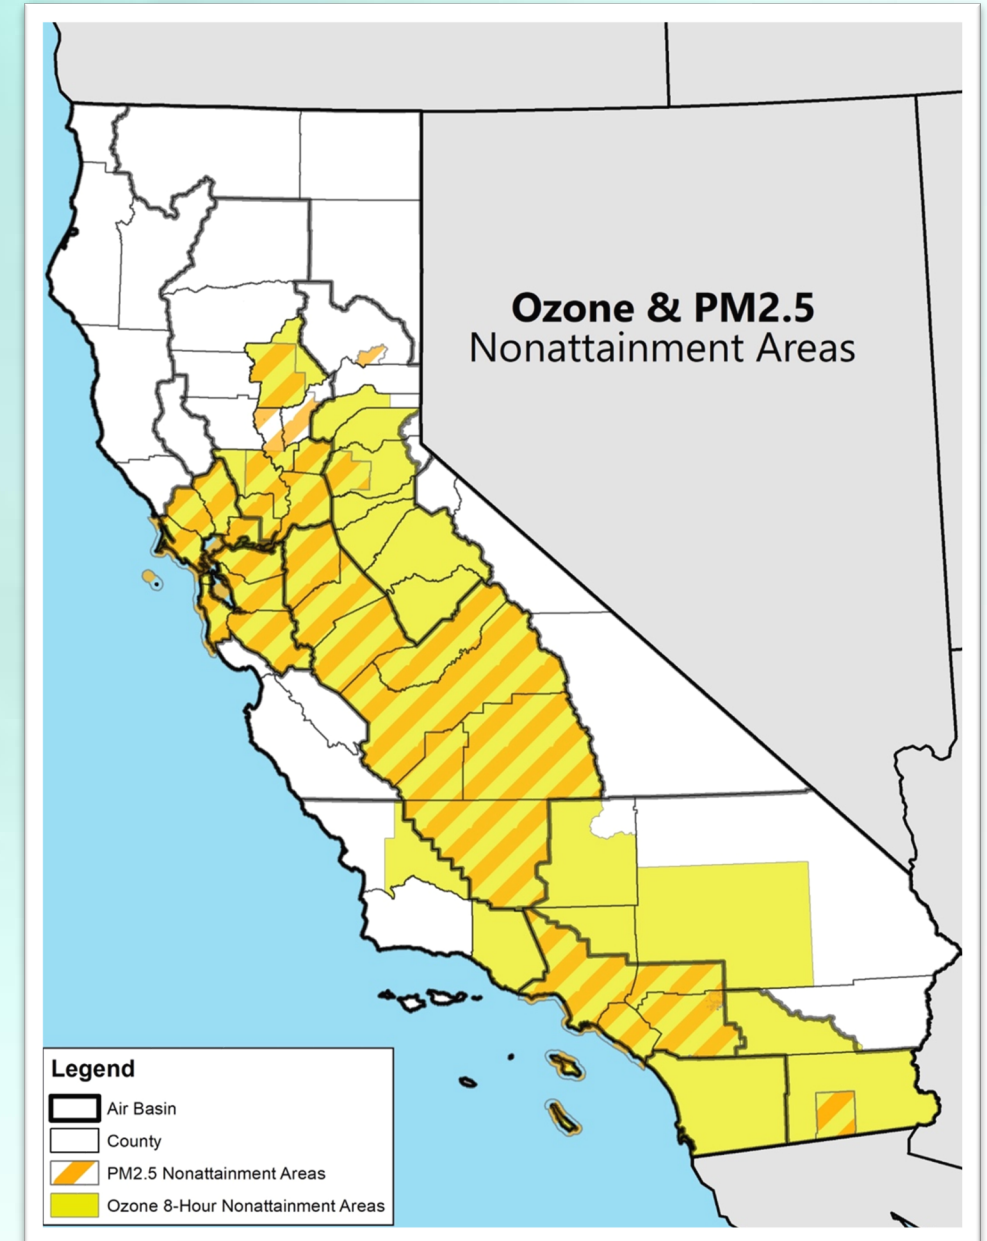 Ozone & PM2.5
Nonattainment Areas
Legend
Air Basin
County
PM2.5 Nonattainment Areas
Ozone 8-Hour Nonattainment Areas